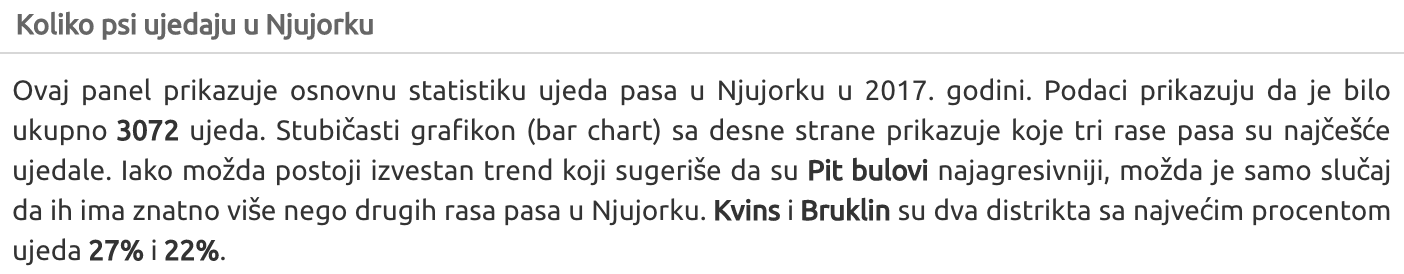 Koliko psi ujedaju u Njujorku
Ovaj panel prikazuje osnovnu statistiku ujeda pasa u Njujorku u 2017. godini. Podaci prikazuju da je bilo
ukupno 3072 ujeda. Stubičasti grafikon (bar chart) sa desne strane prikazuje koje tri rase pasa su najčešće
ujedale. Iako možda postoji izvestan trend koji sugeriše da su Pit bulovi najagresivniji, možda je samo slučaj
da ih ima znatno više nego drugih rasa pasa u Njujorku. Kvins i Bruklin su dva distrikta sa najvećim procentom
ujeda 27% i 22%.